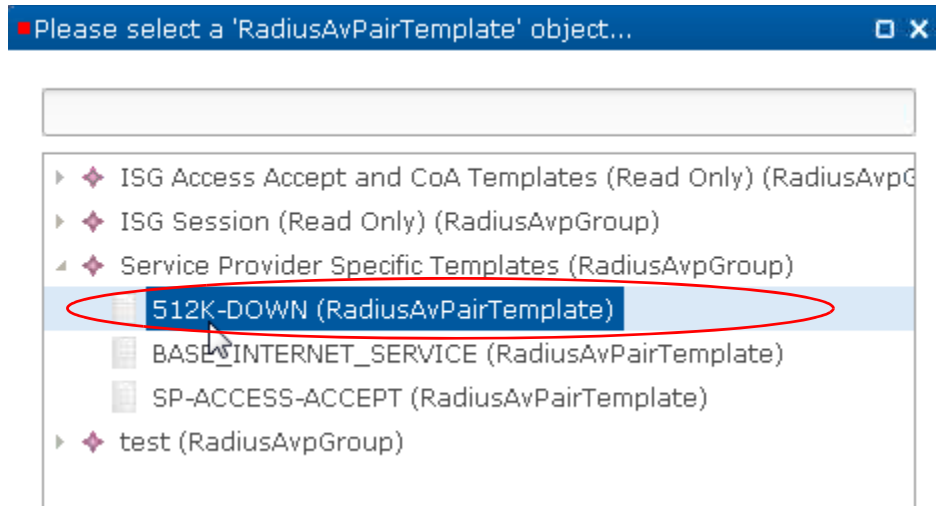 Please select a 'RadiusAvPairTemplate' object...
ISG Access Accept and CoA Templates (Read Only) (RadiusAvpG
ISG Session (Read Only) (RadiusAvpGroup)
Service Provider Specific Templates (RadiusAvpGroup)
512K-DOWN (RadiusAvPairTemplate)
BASE_INTERNET_SERVICE (RadiusAvPairTemplate)
SP-ACCESS-ACCEPT (RadiusAvPairTemplate)
test (RadiusAvpGroup)